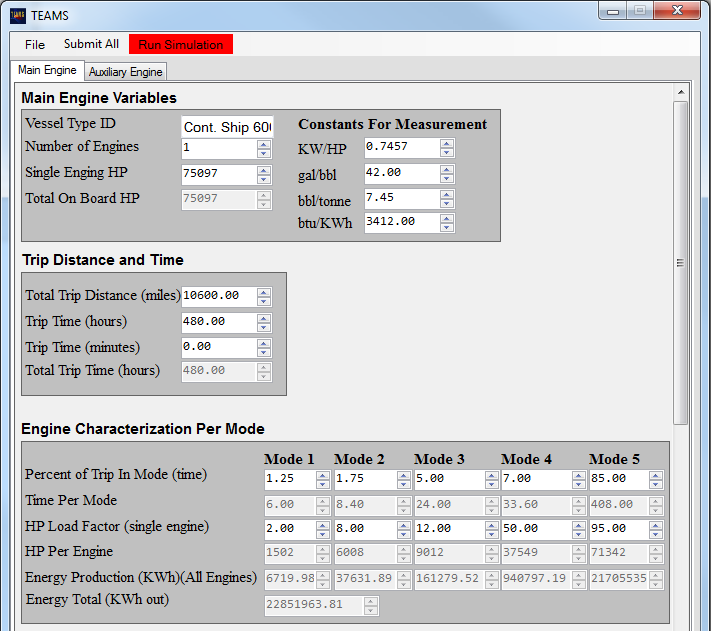 TEAMS
File Submit All Run Simulation
Main Engine Auxiliary Engine
Main Engine Variables
Vessel Type ID Cont. Ship 600
Number of Engines 1
Single Enging HP 75097
Total On Board HP 75097
Constants For Measurement
KW/HP 0.7457
gal/bbl 42.00
bbl/tonne 7.45
btu/KWh 3412.00
Trip Distance and Time
Total Trip Distance (miles) 10600.00
Trip Time (hours) 480.00
Trip Time (minutes) 0.00
Total Trip Time (hours) 480.00
Engine Characterization Per Mode
Mode 1 Mode 2 Mode 3 Mode 4 Mode 5
Percent of Trip In Mode (time) 1.25 1.75 5.00 7.00 85.00
Time Per Mode 6.00 8.40 24.00 33.60 408.00
HP Load Factor (single engine) 2.00 8.00 12.00 50.00 95.00
HP Per Engine 1502 6008 9012 37549 71342
Energy Production (KWh)(All Engines) 6719.98 37631.89 161279.52 940797.19 21705535
Energy Total (KWh out) 22851963.81